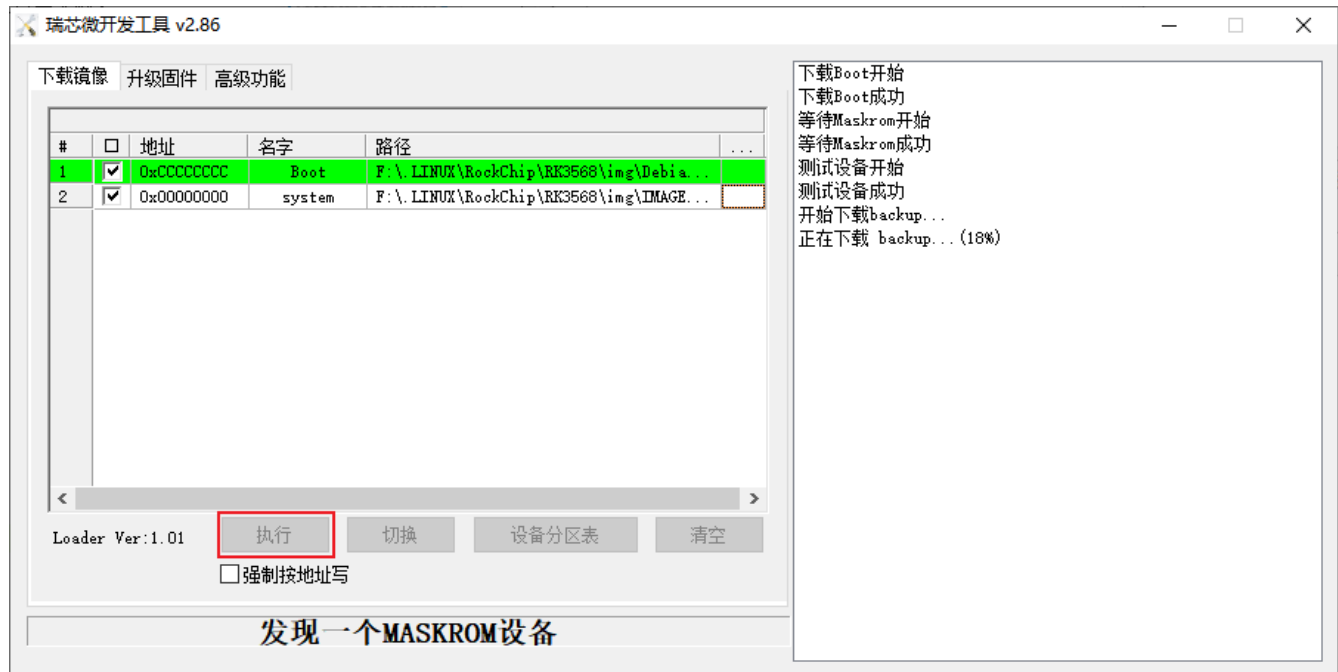 瑞芯微开发工具 v2.86
下载镜像 升级固件 高级功能
# 地址 名字 路径 ...
1 0xCCCCCCCC Boot F:\.LINUX\RockChip\RK3568\img\Debia...
2 0x00000000 system F:\.LINUX\RockChip\RK3568\img\IMAGE...
Loader Ver:1.01 执行 切换 设备分区表 清空
强制按地址写
发现一个MASKROM设备
下载Boot开始
下载Boot成功
等待Maskrom开始
等待Maskrom成功
测试设备开始
测试设备成功
开始下载backup...
正在下载 backup...(18%)